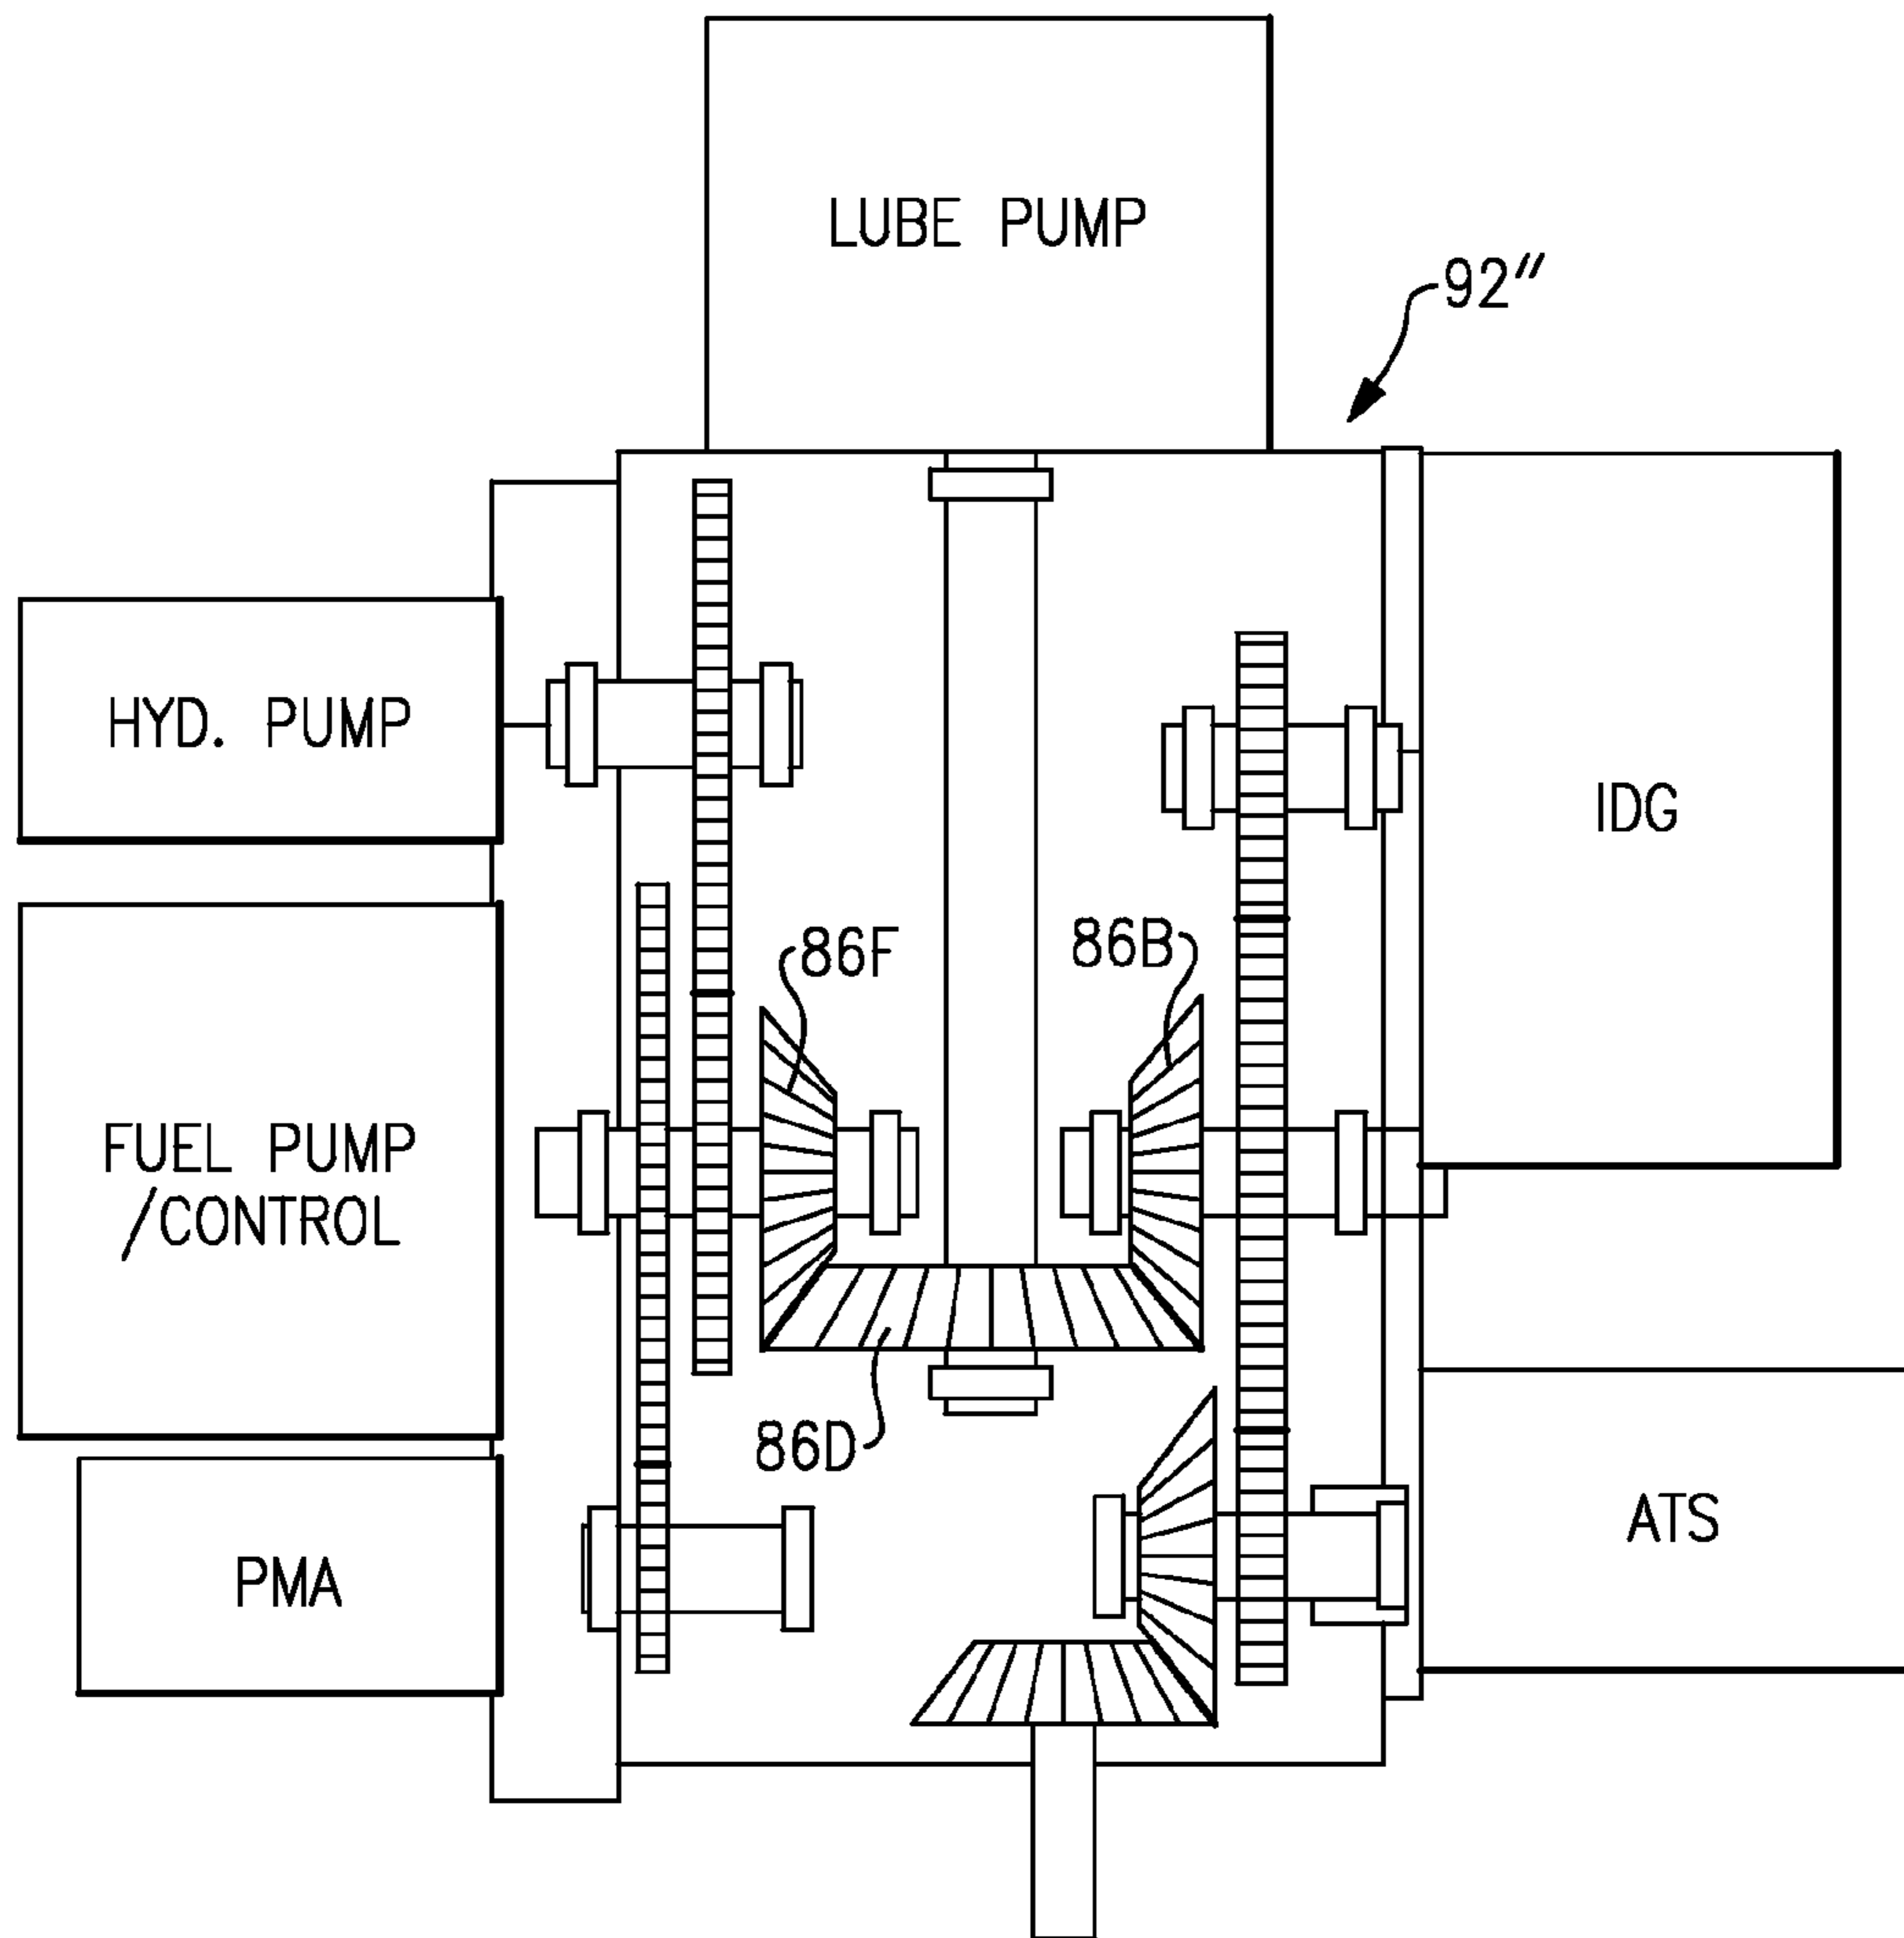 LUBE PUMP
92″
HYD. PUMP
IDG
86F
86B
FUEL PUMP
/CONTROL
86D
ATS
PMA